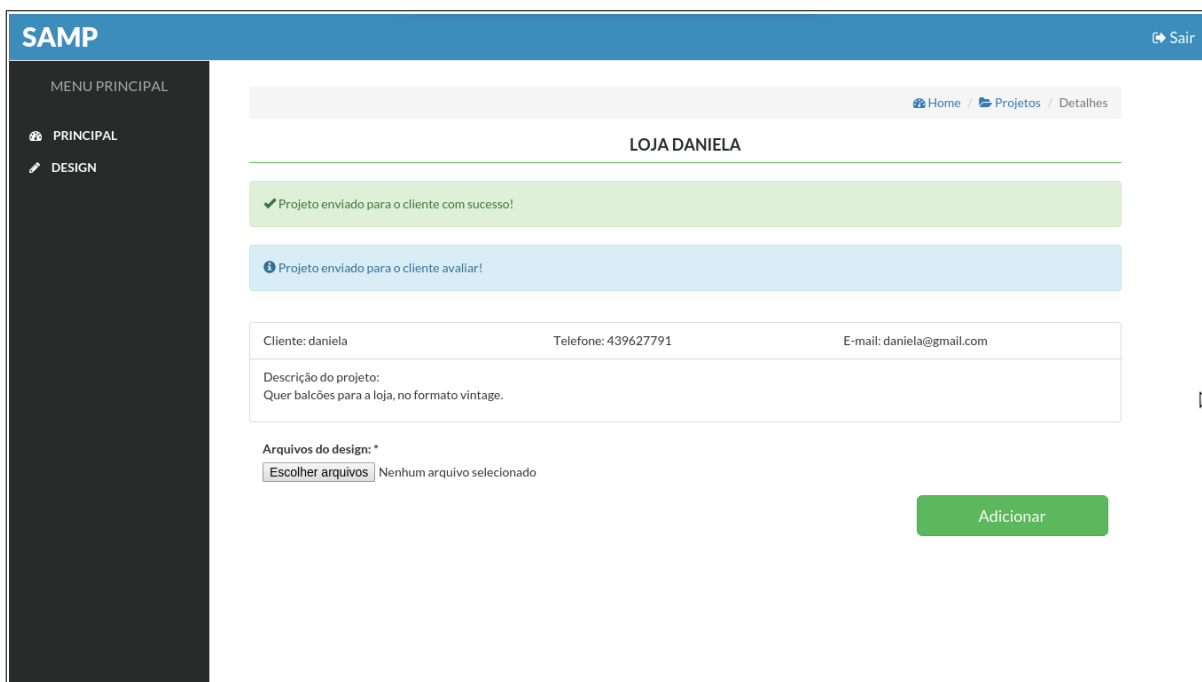 SAMP
Sair
MENU PRINCIPAL
PRINCIPAL
DESIGN
Home / Projetos / Detalhes
LOJA DANIELA
Projeto enviado para o cliente com sucesso!
Projeto enviado para o cliente avaliar!
Cliente: daniela Telefone: 439627791 E-mail: daniela@gmail.com
Descrição do projeto:
Quer balcões para a loja, no formato vintage.
Arquivos do design: *
Escolher arquivos Nenhum arquivo selecionado
Adicionar